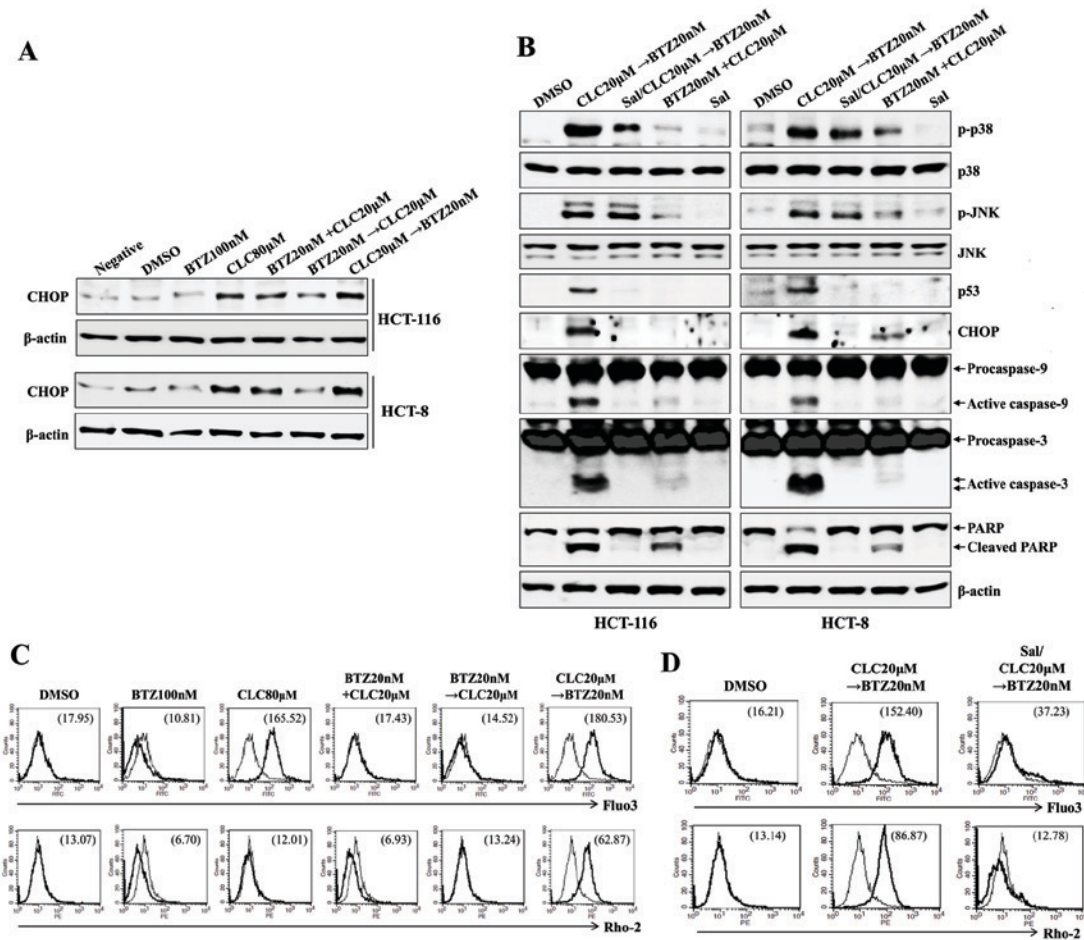 A
Negative
DMSO
BTZ100nM
CLC80μM
BTZ20nM +CLC20μM
BTZ20nM →CLC20μM
CLC20μM →BTZ20nM
CHOP
β-actin
HCT-116
CHOP
β-actin
HCT-8
B
DMSO
CLC20μM →BTZ20nM
Sal/CLC20μM →BTZ20nM
BTZ20nM +CLC20μM
Sal
DMSO
CLC20μM →BTZ20nM
Sal/CLC20μM →BTZ20nM
BTZ20nM +CLC20μM
Sal
p-p38
p38
p-JNK
JNK
p53
CHOP
Procaspase-9
Active caspase-9
Procaspase-3
Active caspase-3
PARP
Cleaved PARP
β-actin
HCT-116
HCT-8
C
DMSO
BTZ100nM
CLC80μM
BTZ20nM
+CLC20μM
BTZ20nM
→CLC20μM
CLC20μM
→BTZ20nM
(17.95)
(10.81)
(165.52)
(17.43)
(14.52)
(180.53)
Fluo3
(13.07)
(6.70)
(12.01)
(6.93)
(13.24)
(62.87)
Rho-2
D
DMSO
CLC20μM
→BTZ20nM
Sal/
CLC20μM
→BTZ20nM
(16.21)
(152.40)
(37.23)
Fluo3
(13.14)
(86.87)
(12.78)
Rho-2